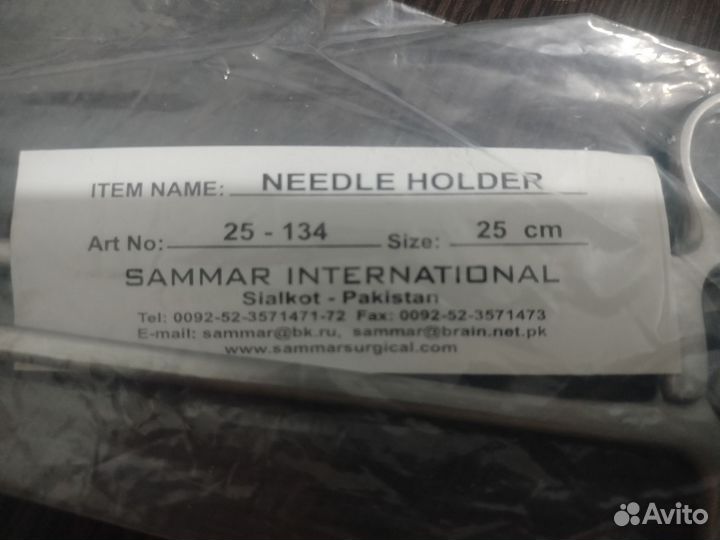 ITEM NAME: NEEDLE HOLDER
Art No: 25 - 134 Size: 25 cm
SAMMAR INTERNATIONAL
Sialkot - Pakistan
Tel: 0092-52-3571471-72 Fax: 0092-52-3571473
E-mail: sammar@bk.ru, sammar@brain.net.pk
www.sammarsurgical.com
Avito